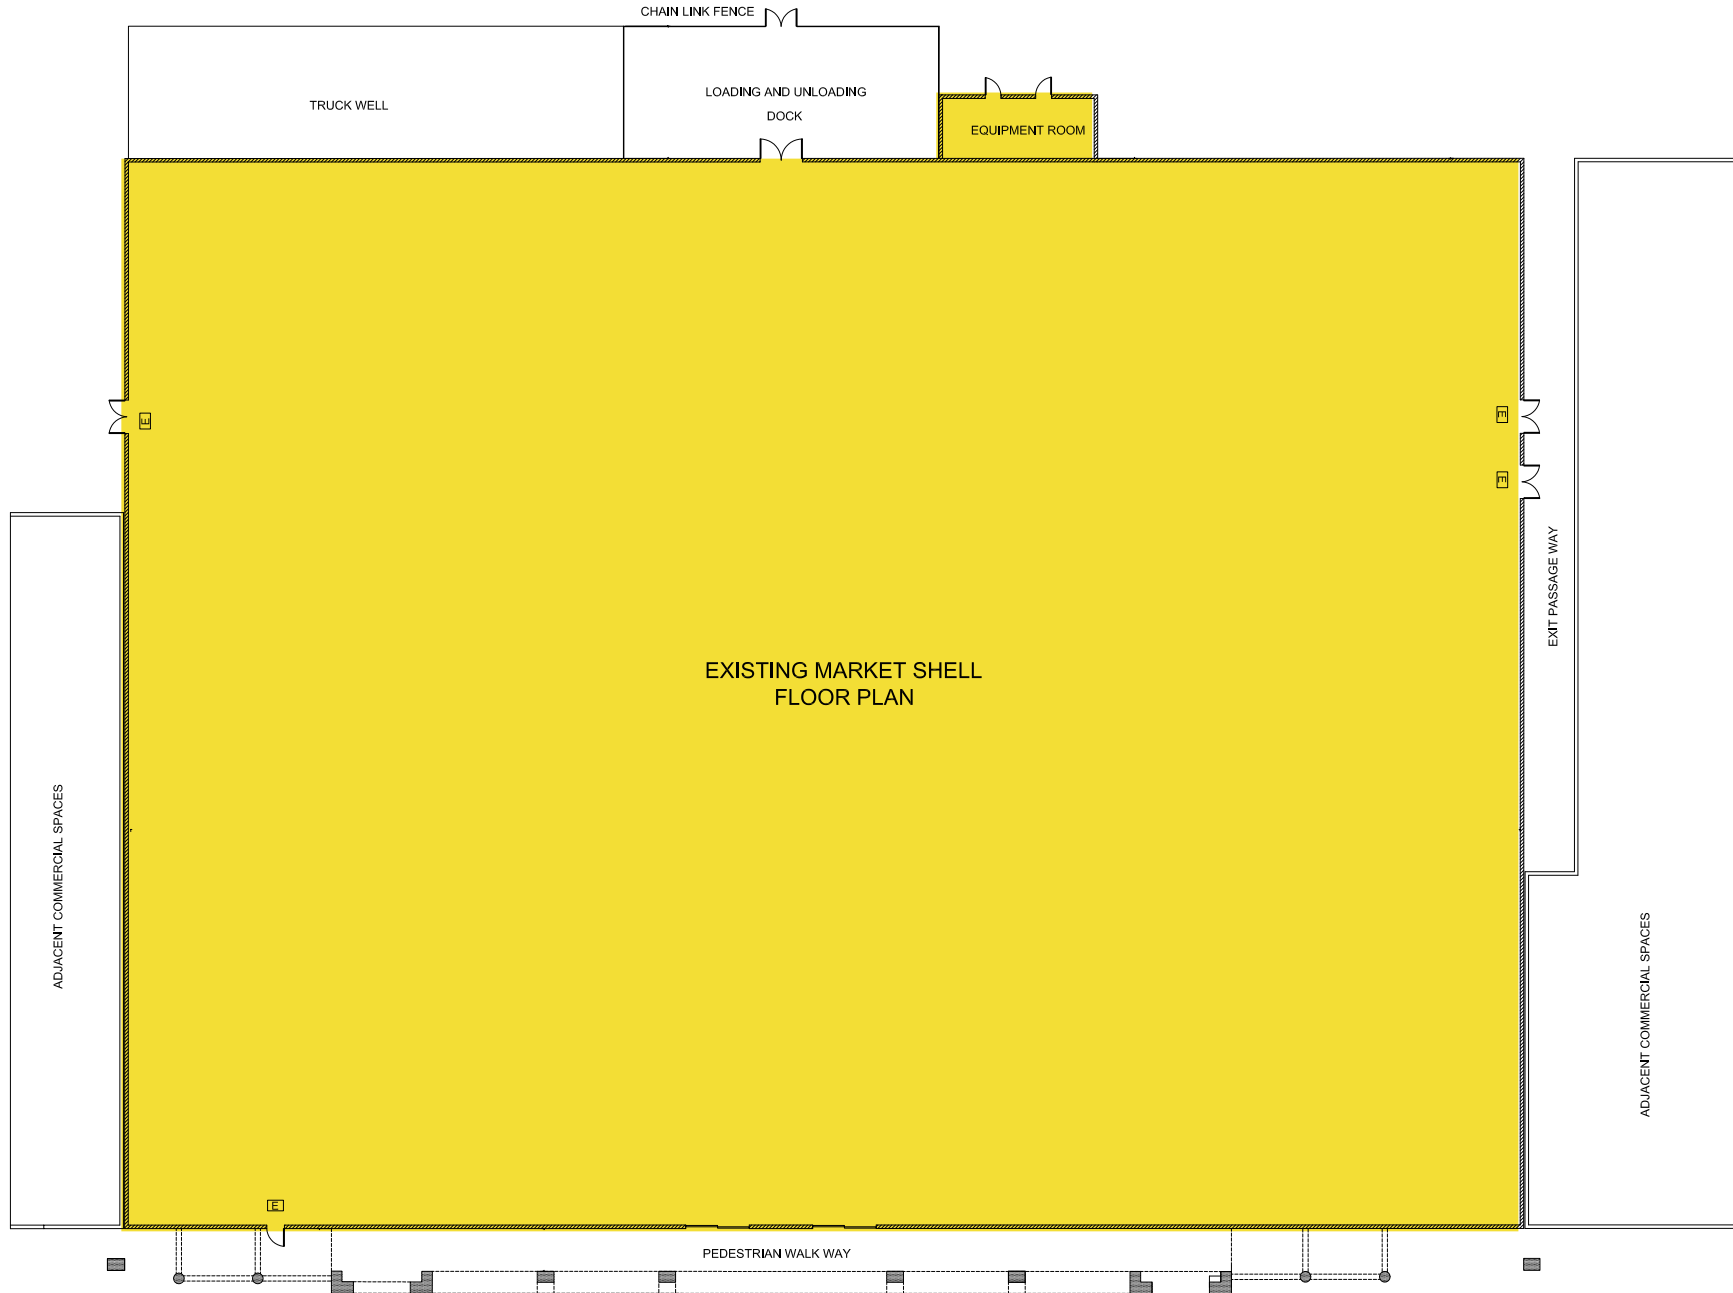 CHAIN LINK FENCE
TRUCK WELL
LOADING AND UNLOADING
DOCK
EQUIPMENT ROOM
E
E
E
EXIT PASSAGE WAY
EXISTING MARKET SHELL
FLOOR PLAN
ADJACENT COMMERCIAL SPACES
ADJACENT COMMERCIAL SPACES
E
PEDESTRIAN WALK WAY